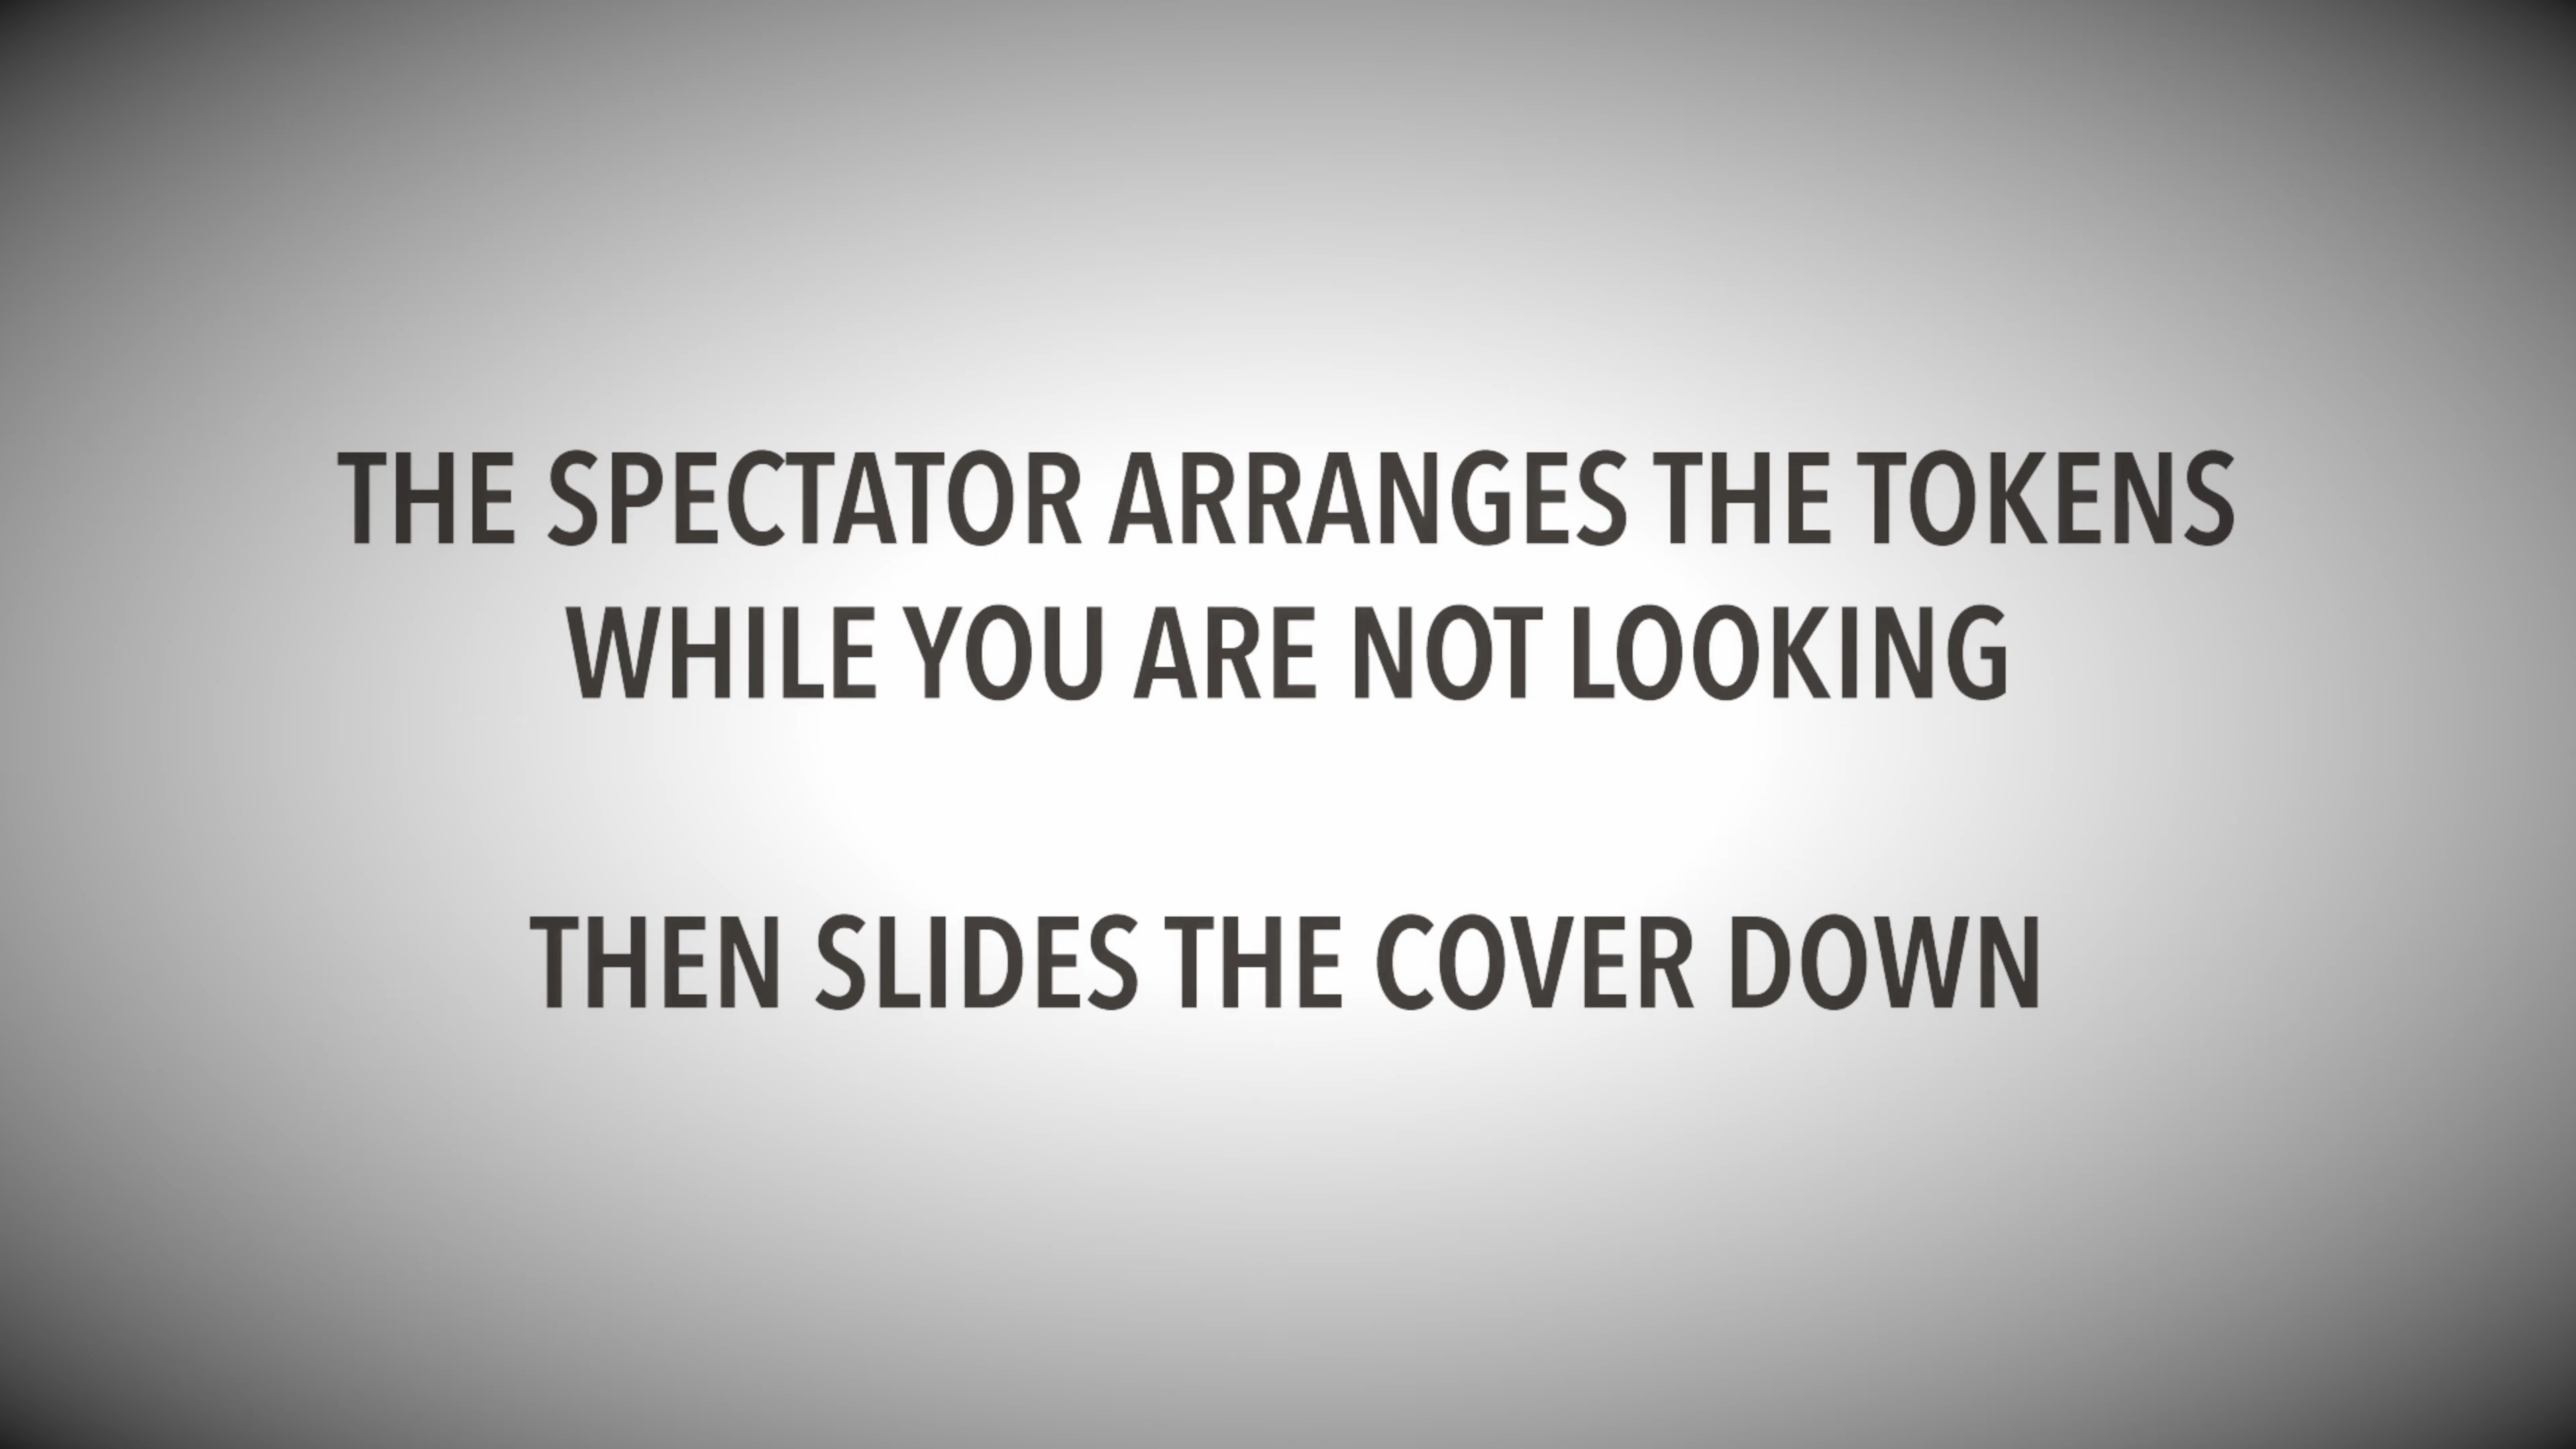 THE SPECTATOR ARRANGES THE TOKENS
WHILE YOU ARE NOT LOOKING
THEN SLIDES THE COVER DOWN